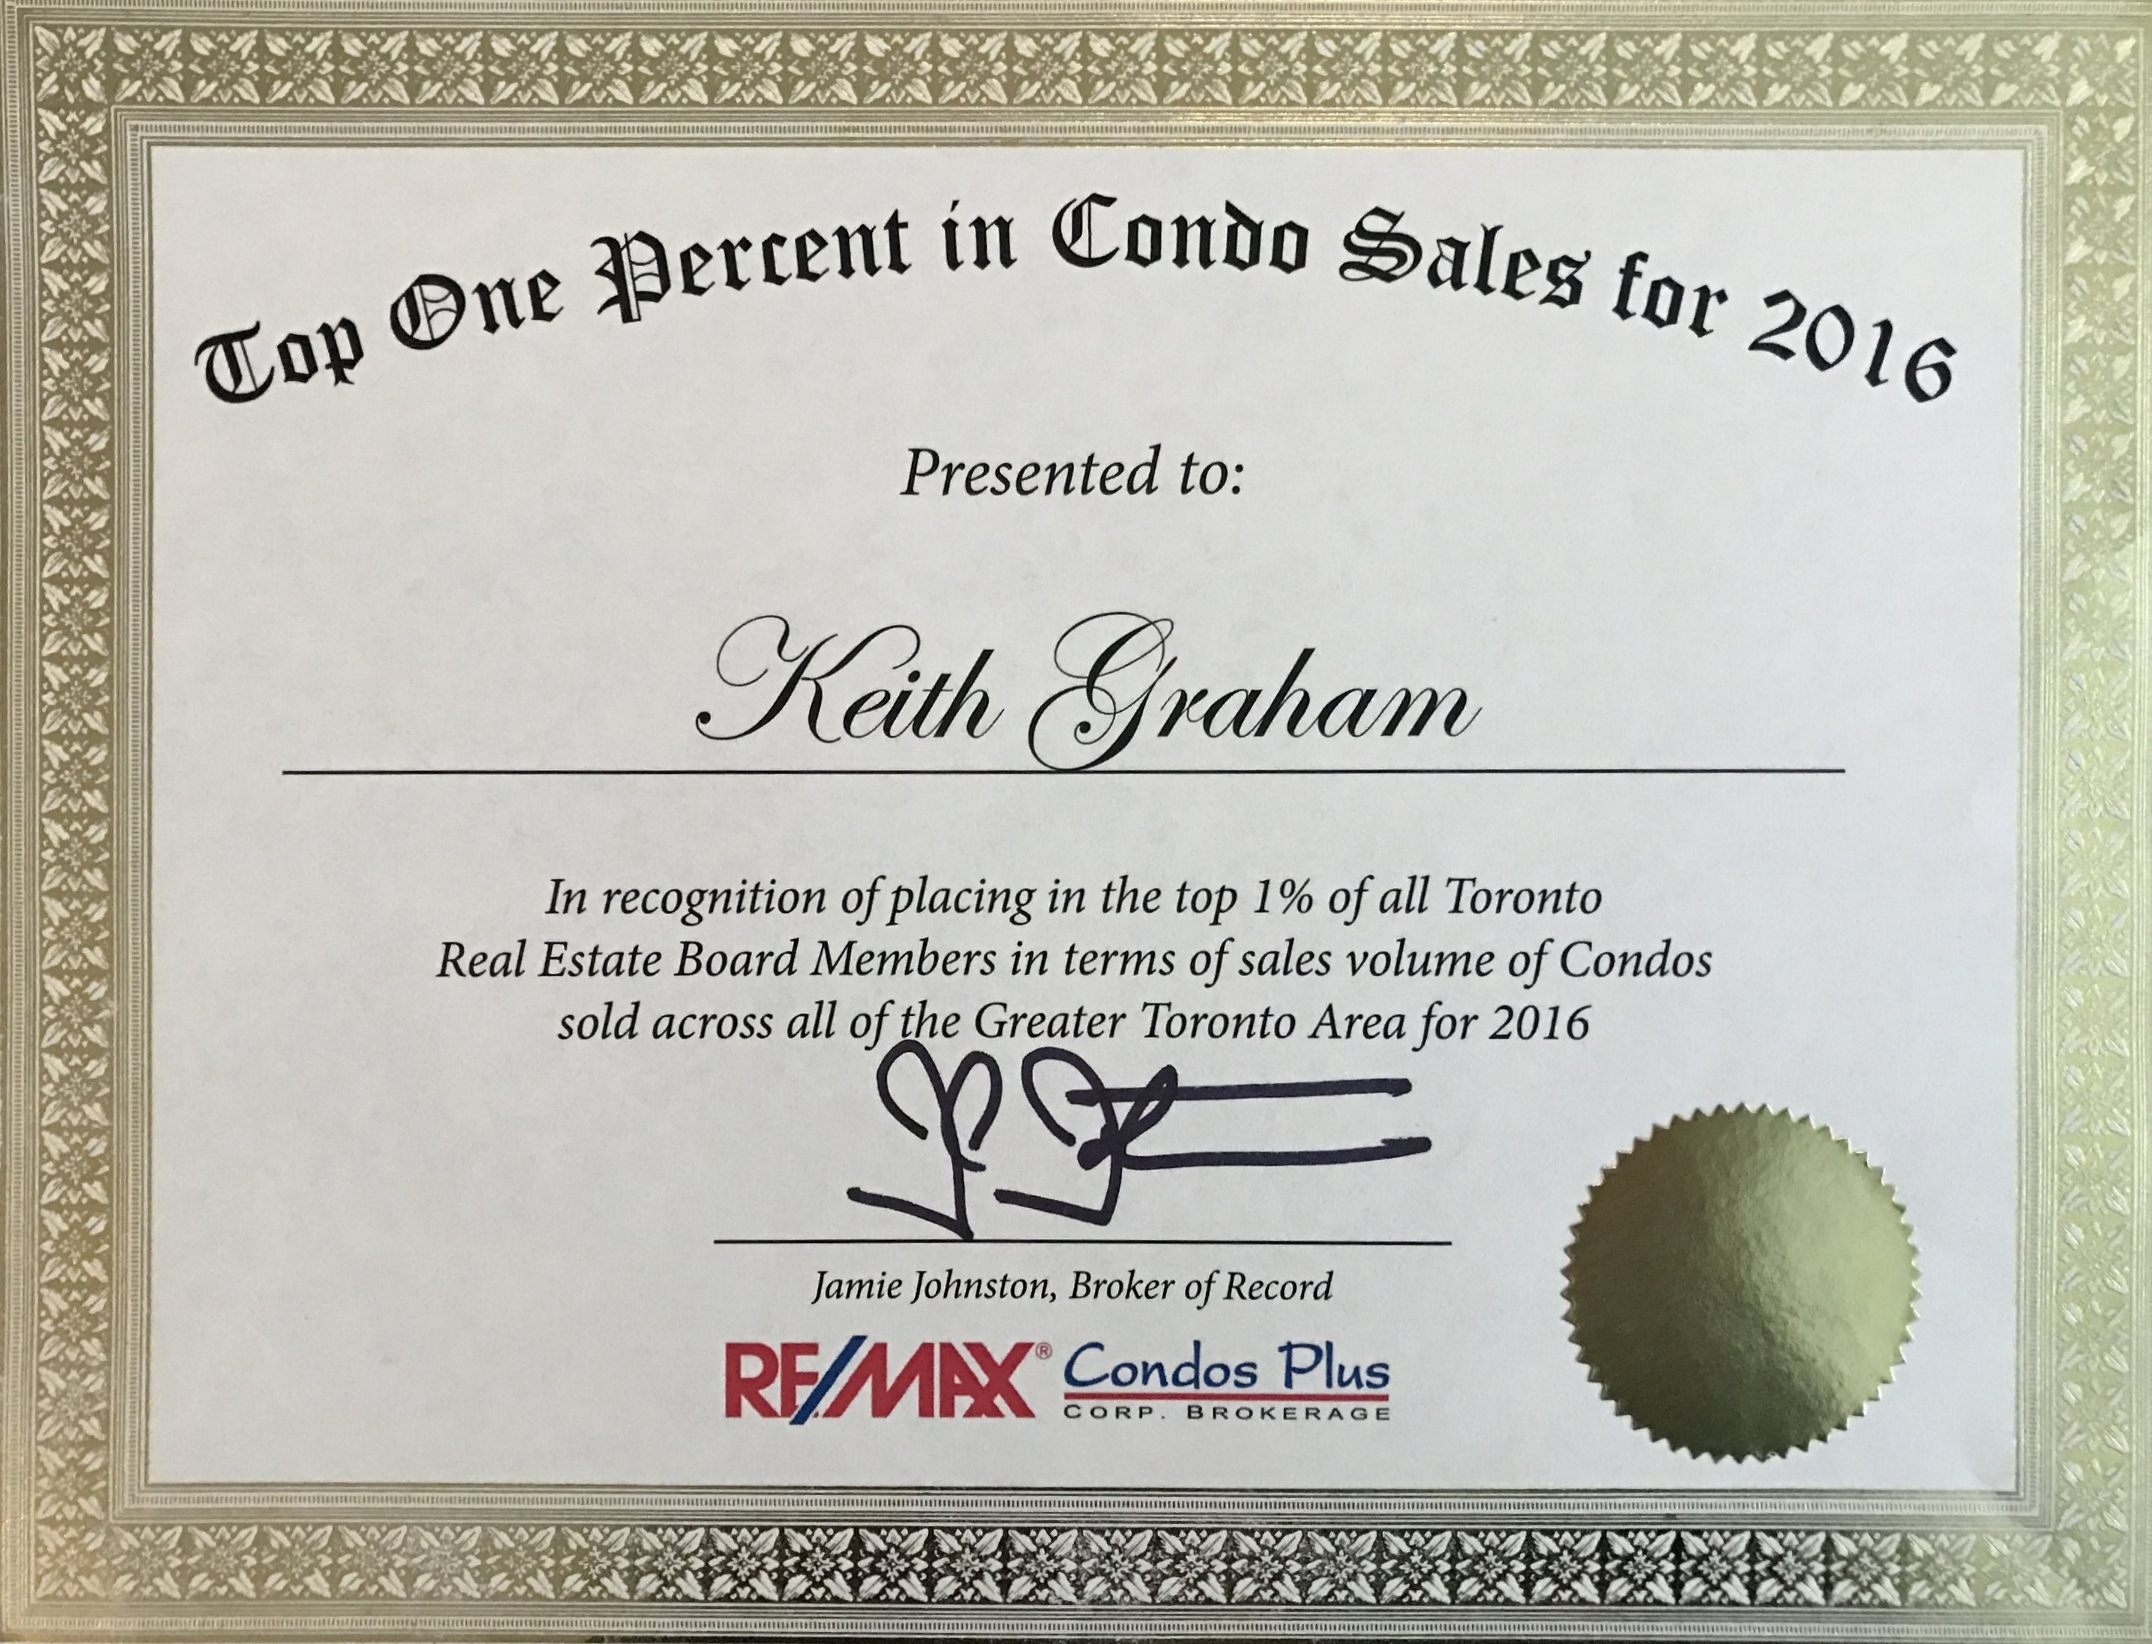 Top One Percent in Condo Sales for 2016
Presented to:
Keith Graham
In recognition of placing in the top 1% of all Toronto
Real Estate Board Members in terms of sales volume of Condos
sold across all of the Greater Toronto Area for 2016
Jamie Johnston, Broker of Record
RE/MAX® Condos Plus
CORP. BROKERAGE